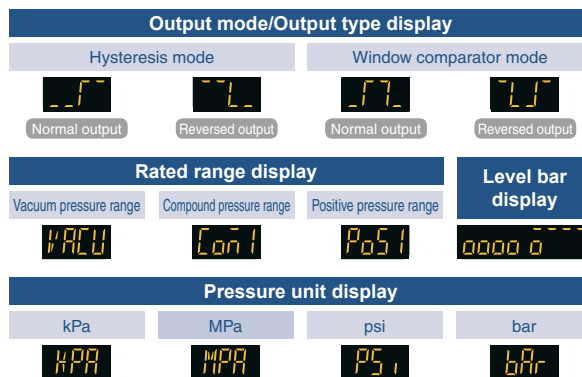 Output mode/Output type display
Hysteresis mode
Window comparator mode
Normal output
Reversed output
Normal output
Reversed output
Rated range display
Level bar
display
Vacuum pressure range
Compound pressure range
Positive pressure range
VACU
Com1
PoS1
oooo o
Pressure unit display
kPa
MPa
psi
bar
KPA
MPA
PSi
bAr